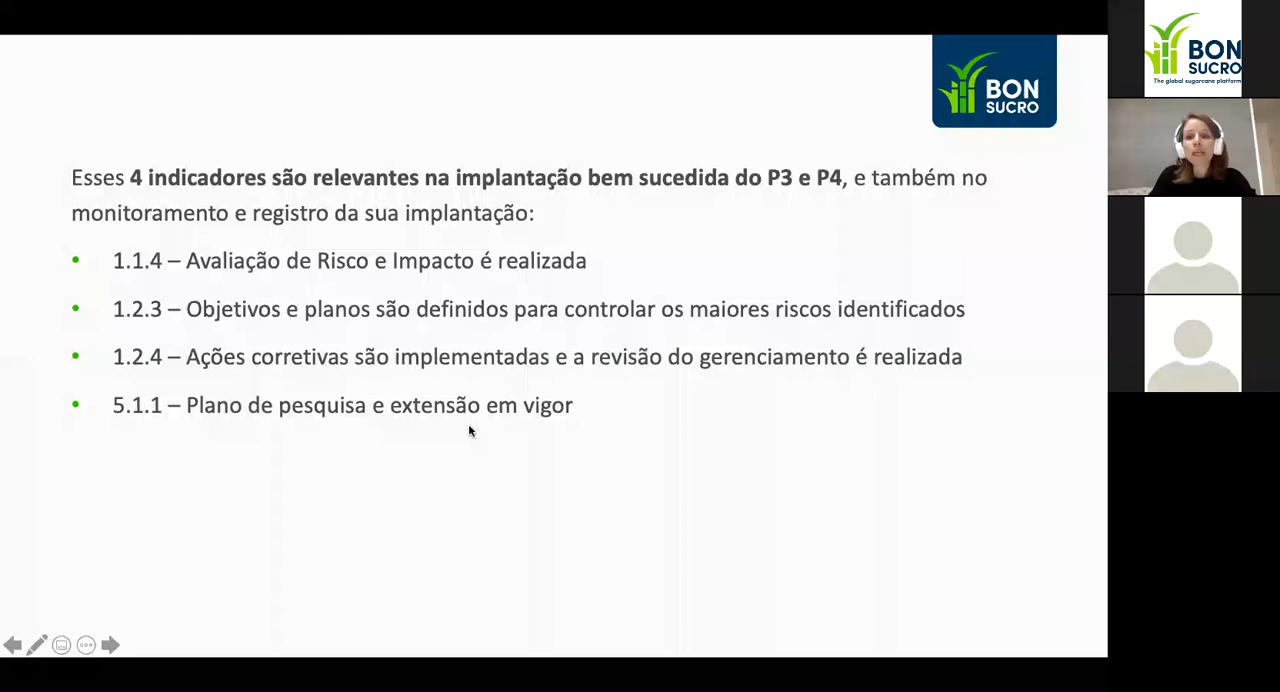 BON
SUCRO
Esses 4 indicadores são relevantes na implantação bem sucedida do P3 e P4, e também no
monitoramento e registro da sua implantação:
• 1.1.4 – Avaliação de Risco e Impacto é realizada
• 1.2.3 – Objetivos e planos são definidos para controlar os maiores riscos identificados
• 1.2.4 – Ações corretivas são implementadas e a revisão do gerenciamento é realizada
• 5.1.1 – Plano de pesquisa e extensão em vigor
BON
SUCRO
The global sugarcane platform